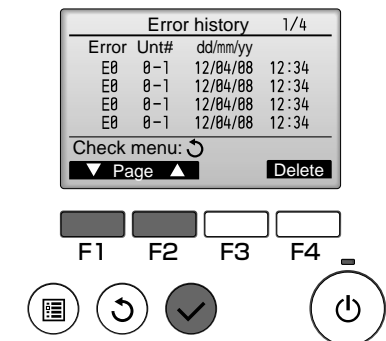 Error history 1/4
Error Unt# dd/mm/yy
E0 0-1 12/04/08 12:34
E0 0-1 12/04/08 12:34
E0 0-1 12/04/08 12:34
E0 0-1 12/04/08 12:34
Check menu:
▼ Page ▲ Delete
F1 F2 F3 F4